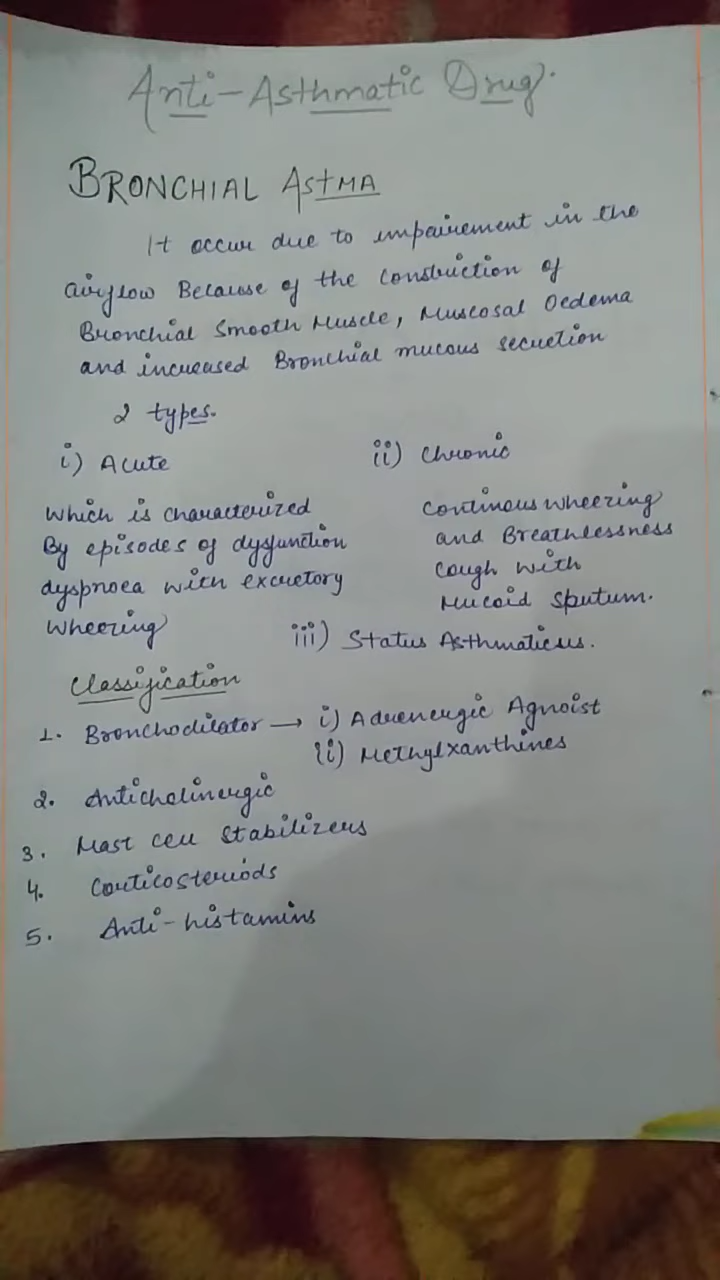 Anti-Asthmatic Drug.
BRONCHIAL ASTMA
It occur due to impairement in the
airflow Because of the constriction of
Bronchial Smooth Muscle, Muscosal Oedema
and increased Bronchial mucous secretion
2 types.
i) Acute
which is characterized
By episodes of dysfunction
dyspnoea with excretory
wheezing
ii) Chronic
Continous wheezing
and Breathlessness
cough with
Mucoid Sputum.
iii) Status Asthmaticus.
Classification
1. Bronchodilator → i) Adrenergic Agnoist
ii) Methylxanthines
2. Anticholinergic
3. Mast cell Stabilizers
4. Corticosteriods
5. Anti-histamins